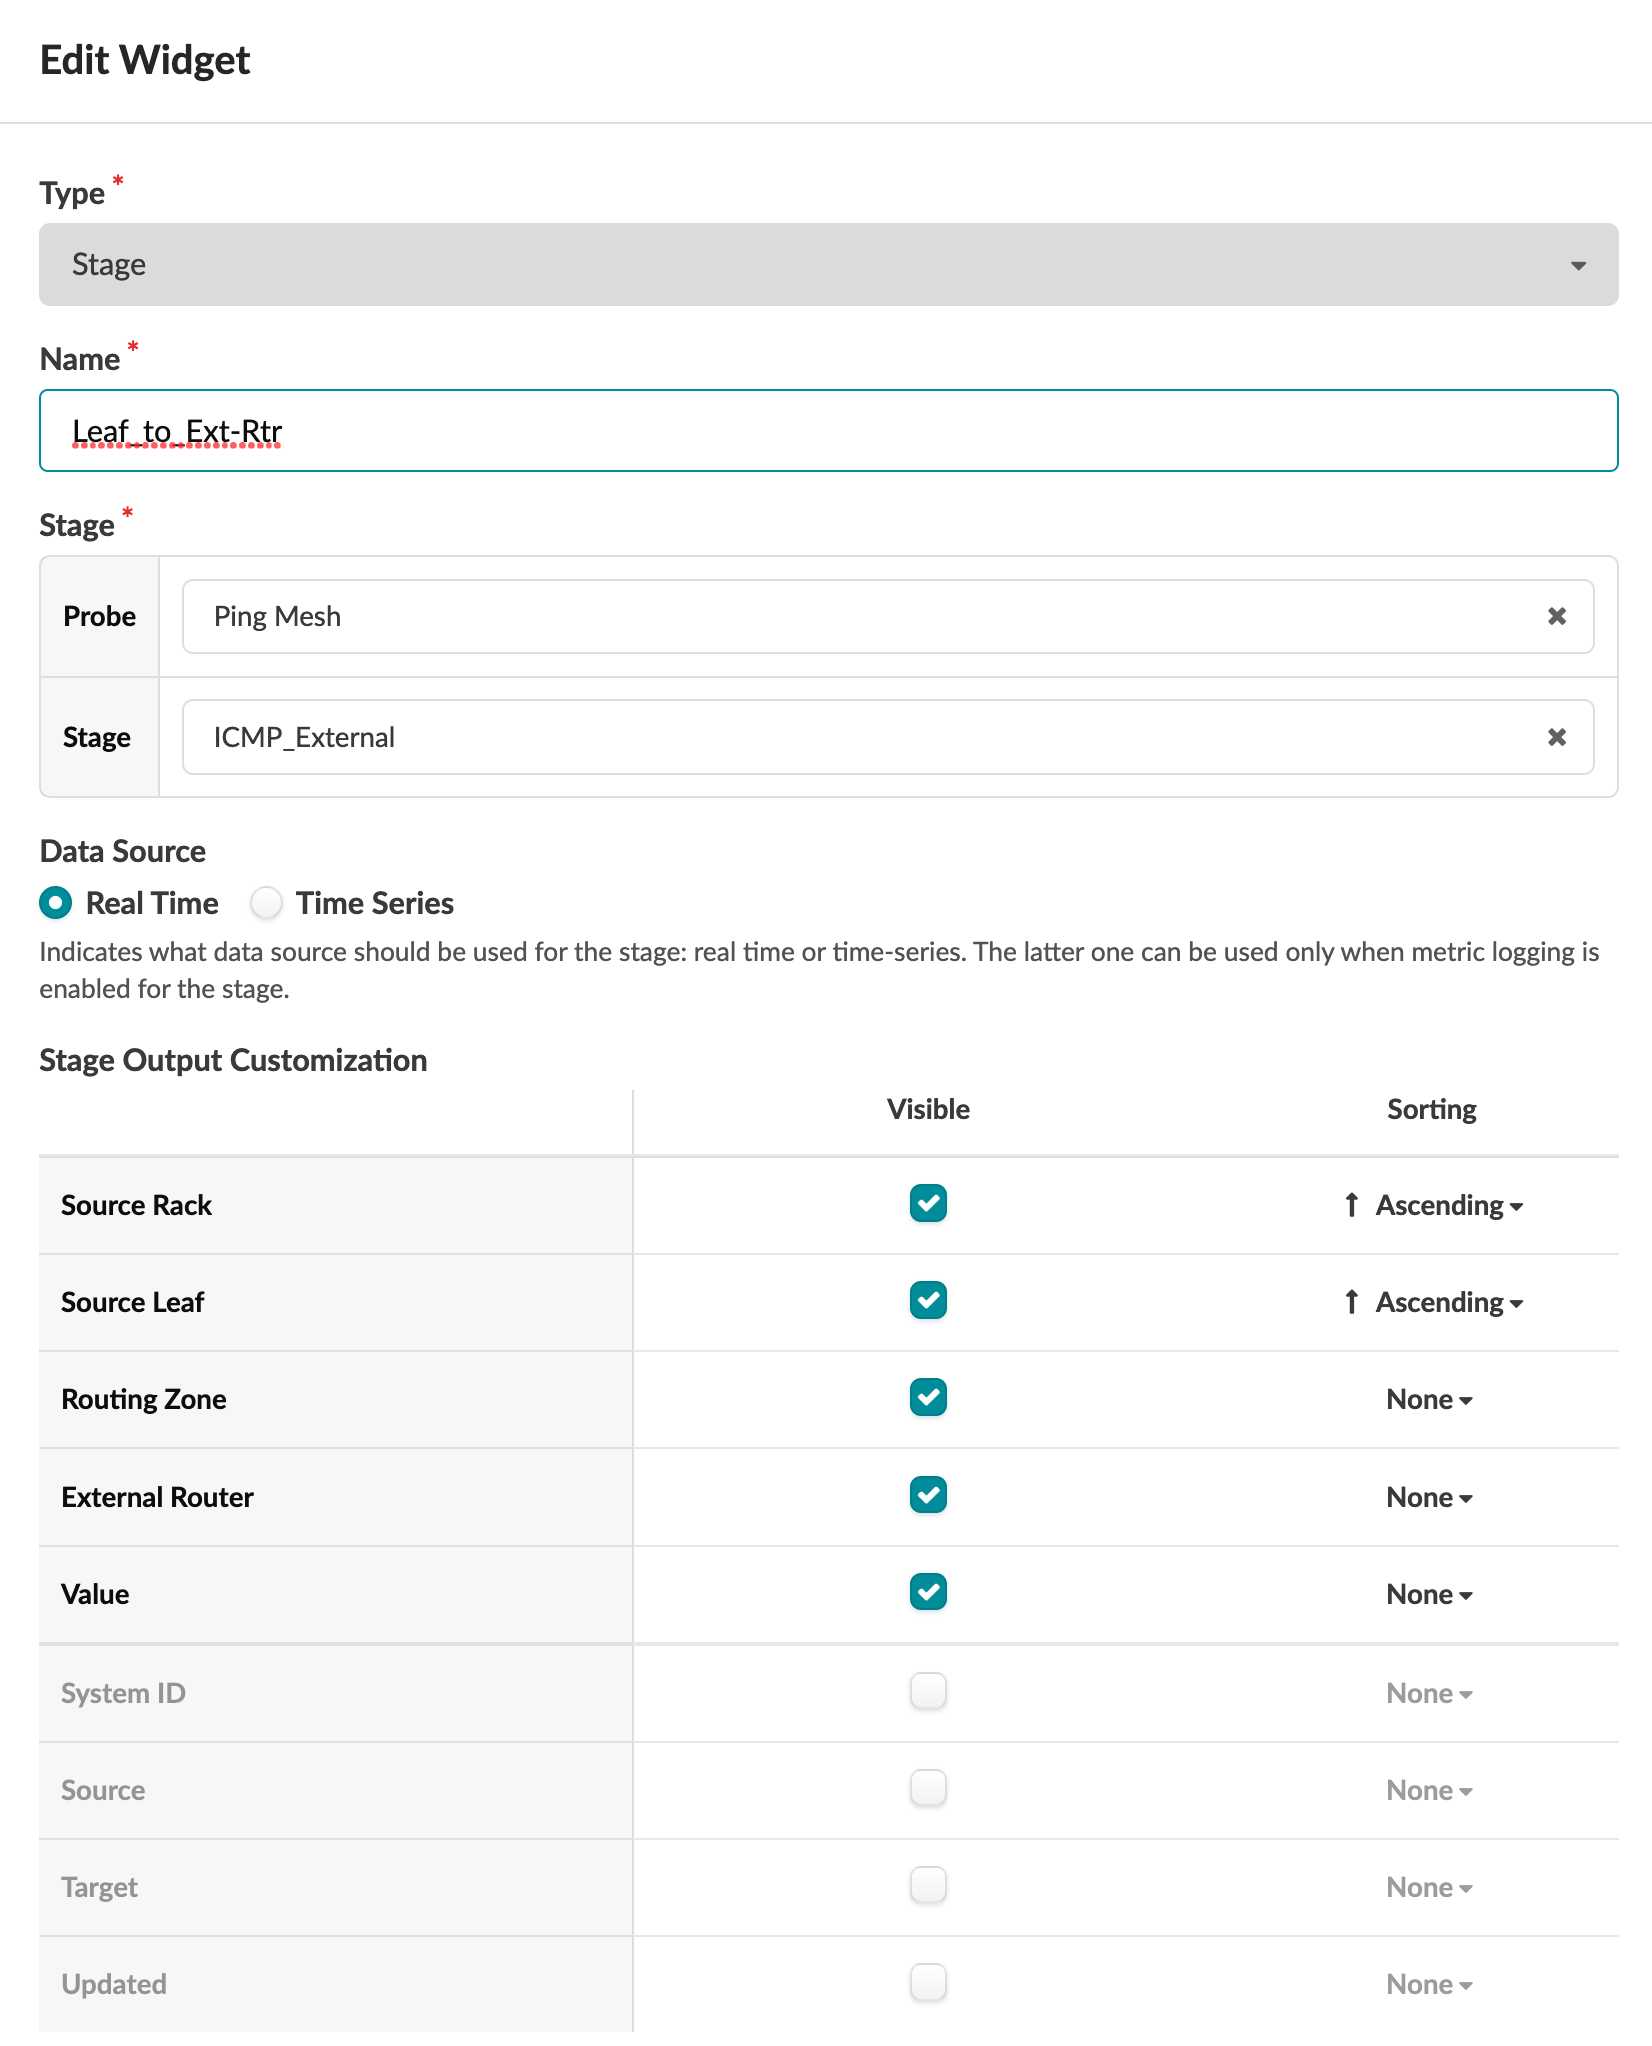 Edit Widget
Type *
Stage
Name *
Leaf_to_Ext-Rtr
Stage *
Probe Ping Mesh
Stage ICMP_External
Data Source
Real Time Time Series
Indicates what data source should be used for the stage: real time or time-series. The latter one can be used only when metric logging is
enabled for the stage.
Stage Output Customization
Visible Sorting
Source Rack Ascending
Source Leaf Ascending
Routing Zone None
External Router None
Value None
System ID None
Source None
Target None
Updated None